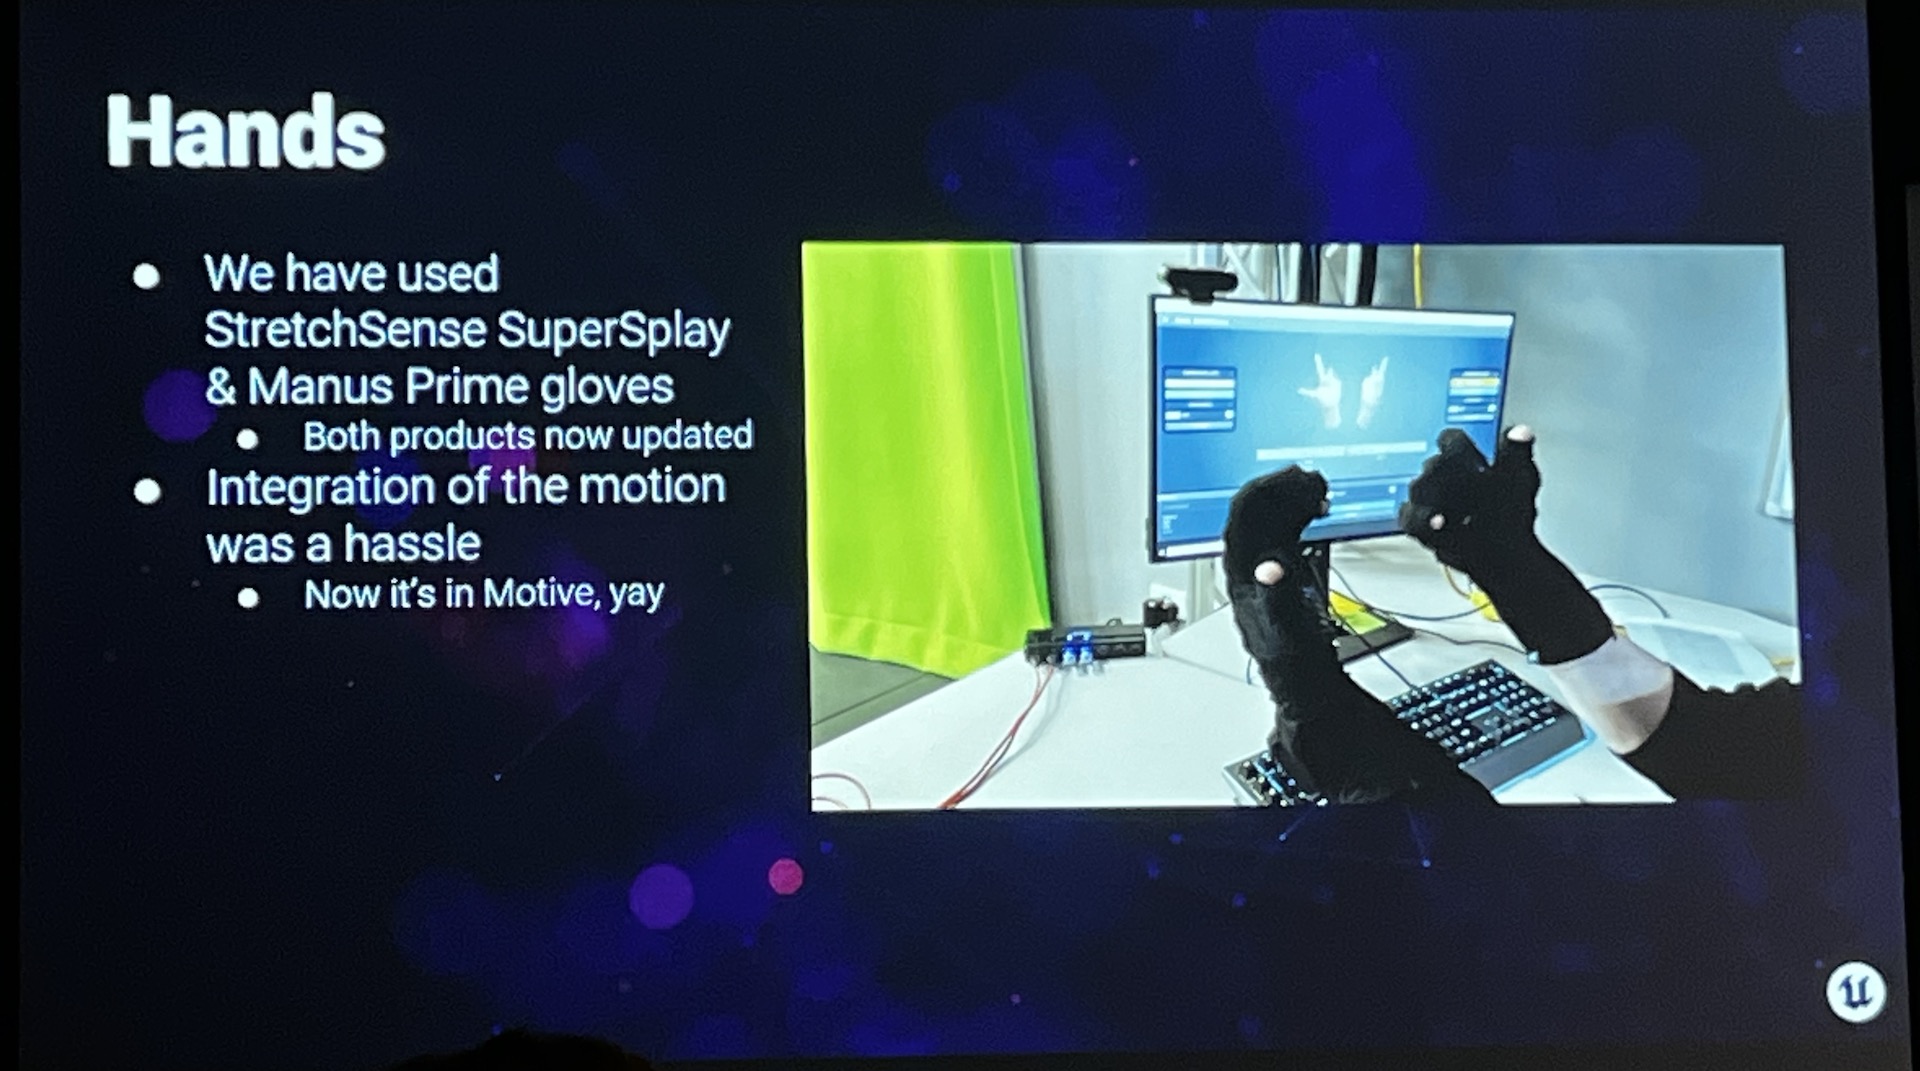 Hands
● We have used
StretchSense SuperSplay
& Manus Prime gloves
● Both products now updated
● Integration of the motion
was a hassle
● Now it's in Motive, yay